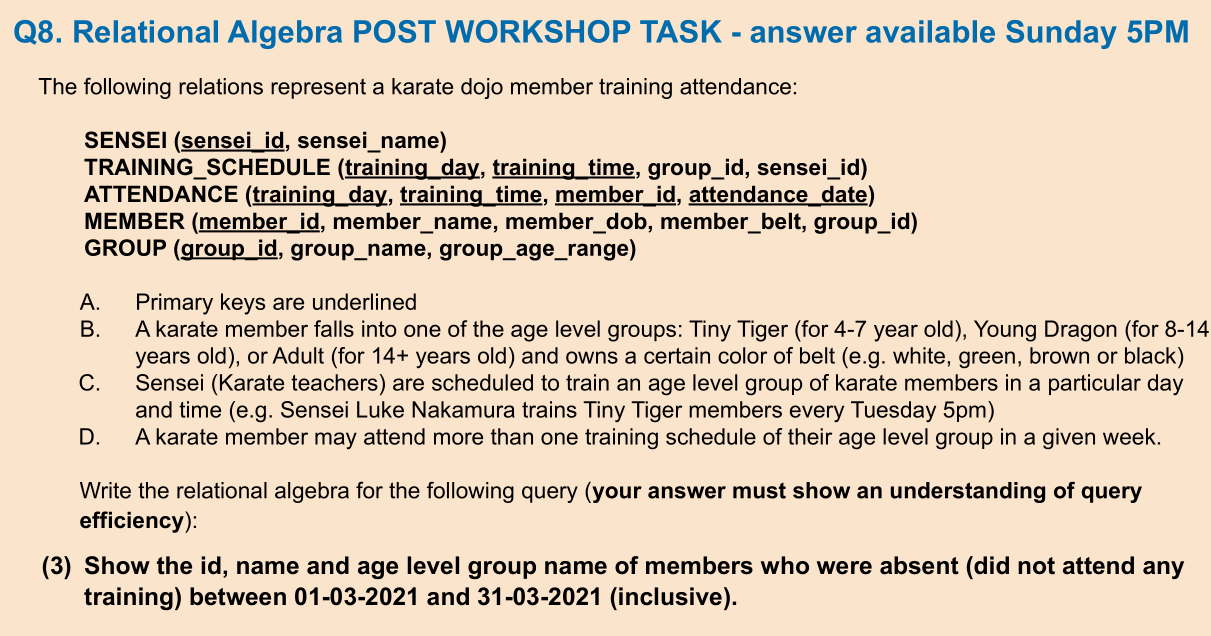 Q8. Relational Algebra POST WORKSHOP TASK - answer available Sunday 5PM
The following relations represent a karate dojo member training attendance:
SENSEI (sensei_id, sensei_name)
TRAINING_SCHEDULE (training_day, training_time, group_id, sensei_id)
ATTENDANCE (training_day, training_time, member_id, attendance_date)
MEMBER (member_id, member_name, member_dob, member_belt, group_id)
GROUP (group_id, group_name, group_age_range)
A. Primary keys are underlined
B. A karate member falls into one of the age level groups: Tiny Tiger (for 4-7 year old), Young Dragon (for 8-14
years old), or Adult (for 14+ years old) and owns a certain color of belt (e.g. white, green, brown or black)
C. Sensei (Karate teachers) are scheduled to train an age level group of karate members in a particular day
and time (e.g. Sensei Luke Nakamura trains Tiny Tiger members every Tuesday 5pm)
D. A karate member may attend more than one training schedule of their age level group in a given week.
Write the relational algebra for the following query (your answer must show an understanding of query
efficiency):
(3) Show the id, name and age level group name of members who were absent (did not attend any
training) between 01-03-2021 and 31-03-2021 (inclusive).